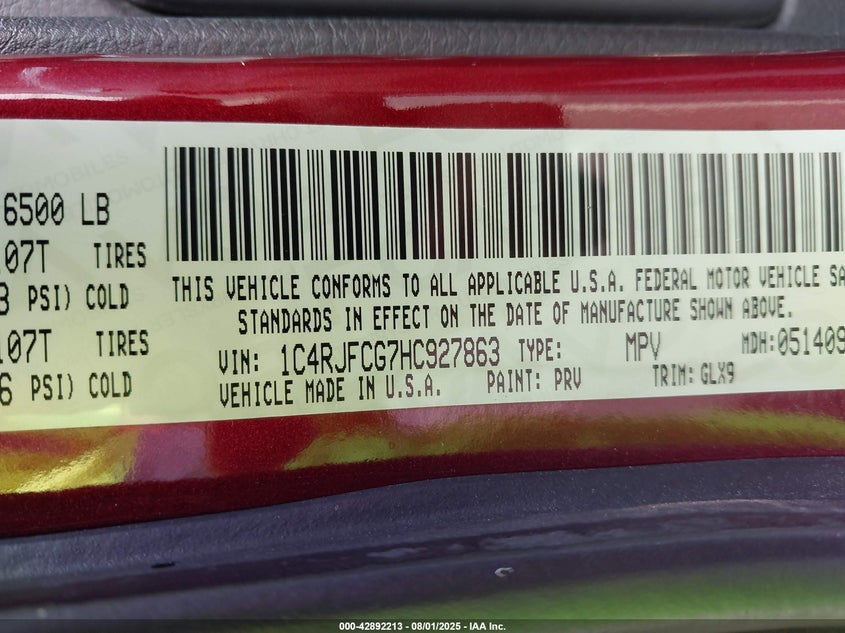 6500 LB
07T TIRES
3 PSI) COLD
107T TIRES
6 PSI) COLD
THIS VEHICLE CONFORMS TO ALL APPLICABLE U.S.A. FEDERAL MOTOR VEHICLE SA
STANDARDS IN EFFECT ON THE DATE OF MANUFACTURE SHOWN ABOVE.
VIN: 1C4RJFCG7HC927863 TYPE: MPV MDH:051409
VEHICLE MADE IN U.S.A. PAINT: PRV TRIM: GLX9
000-42892213 - 08/01/2025 - IAA Inc.